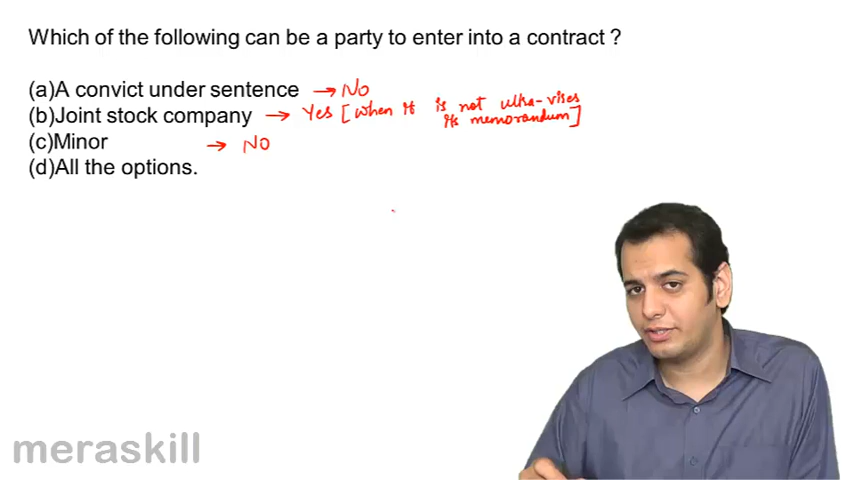 Which of the following can be a party to enter into a contract ?
(a)A convict under sentence → No
(b)Joint stock company → Yes [when it is not ultra-vises its memorandum]
(c)Minor → No
(d)All the options.
meraskill